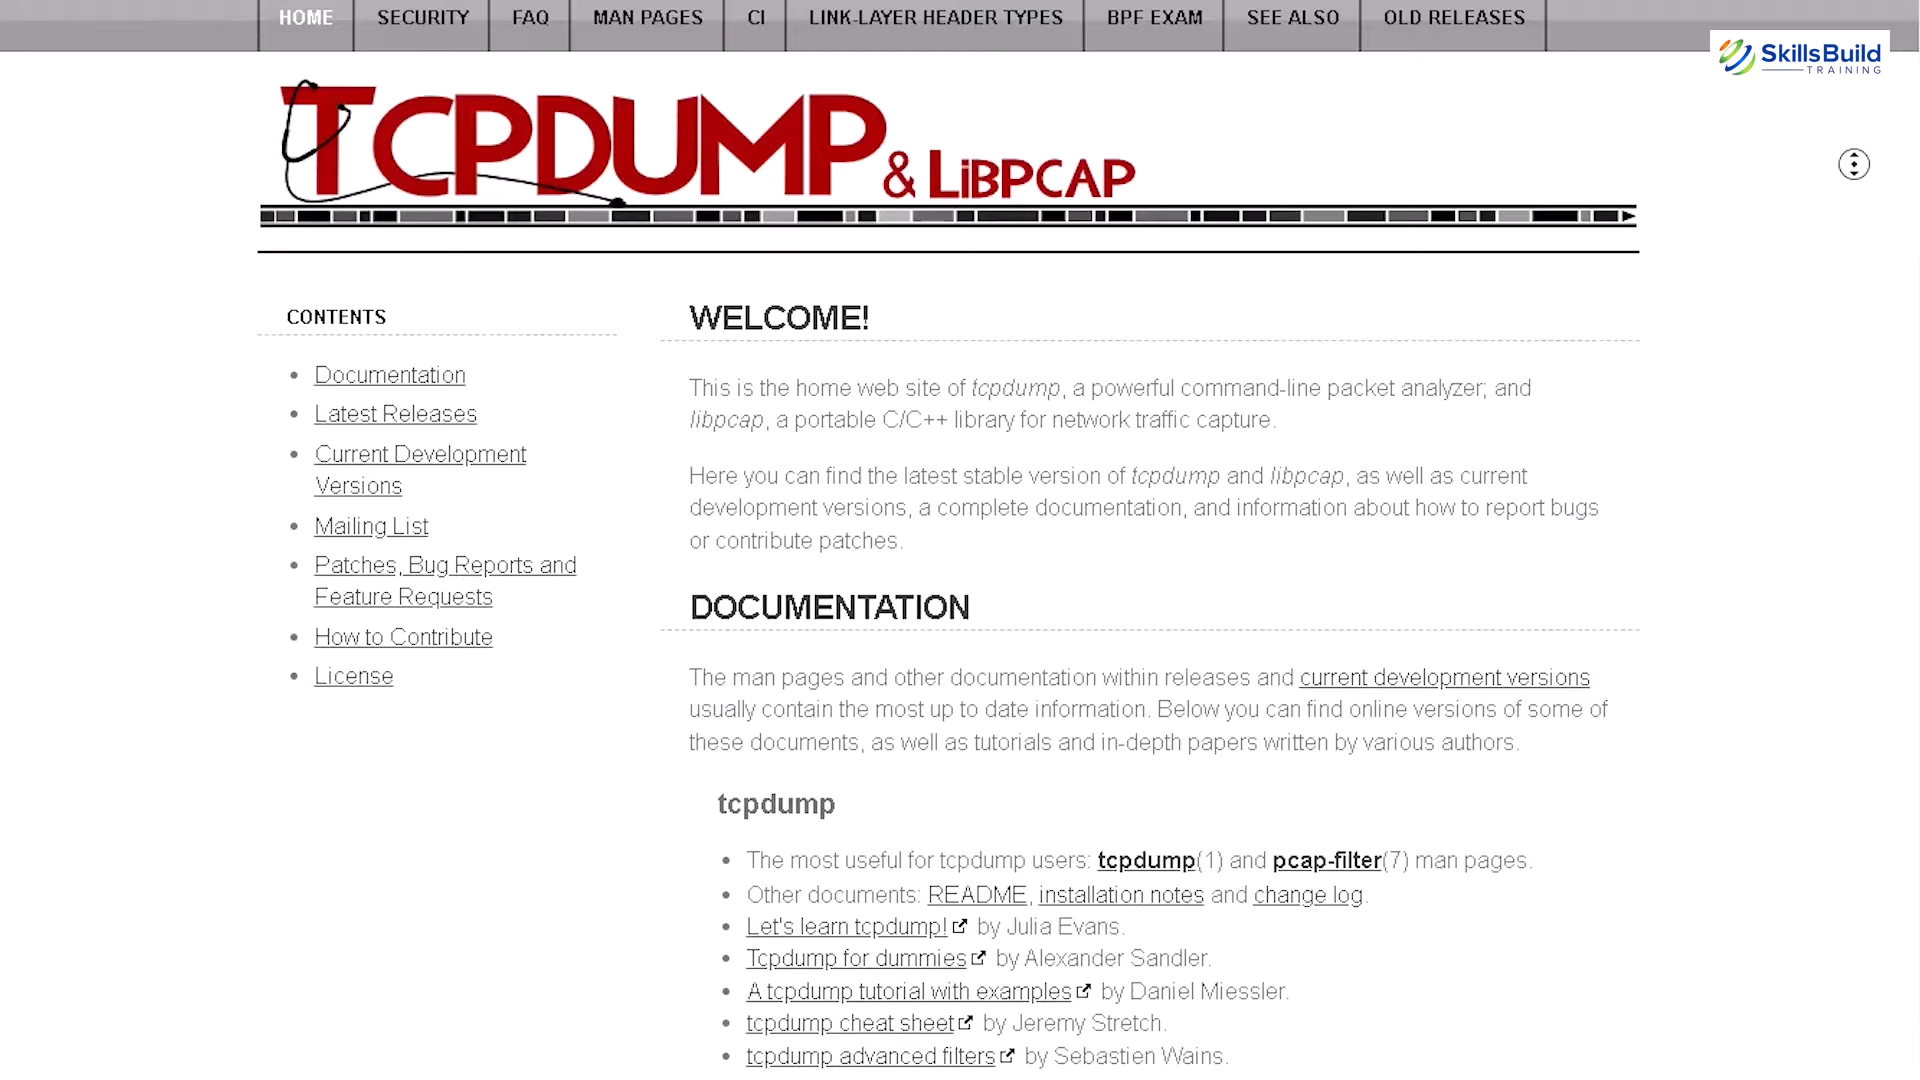 HOME SECURITY FAQ MAN PAGES CI LINK-LAYER HEADER TYPES BPF EXAM SEE ALSO OLD RELEASES
SkillsBuild
TRAINING
TCPDUMP & LiBPCAP
CONTENTS
Documentation
Latest Releases
Current Development
Versions
Mailing List
Patches, Bug Reports and
Feature Requests
How to Contribute
License
WELCOME!
This is the home web site of tcpdump, a powerful command-line packet analyzer; and
libpcap, a portable C/C++ library for network traffic capture.
Here you can find the latest stable version of tcpdump and libpcap, as well as current
development versions, a complete documentation, and information about how to report bugs
or contribute patches.
DOCUMENTATION
The man pages and other documentation within releases and current development versions
usually contain the most up to date information. Below you can find online versions of some of
these documents, as well as tutorials and in-depth papers written by various authors.
tcpdump
The most useful for tcpdump users: tcpdump(1) and pcap-filter(7) man pages.
Other documents: README, installation notes and change log.
Let's learn tcpdump! by Julia Evans.
Tcpdump for dummies by Alexander Sandler.
A tcpdump tutorial with examples by Daniel Miessler.
tcpdump cheat sheet by Jeremy Stretch.
tcpdump advanced filters by Sebastien Wains.